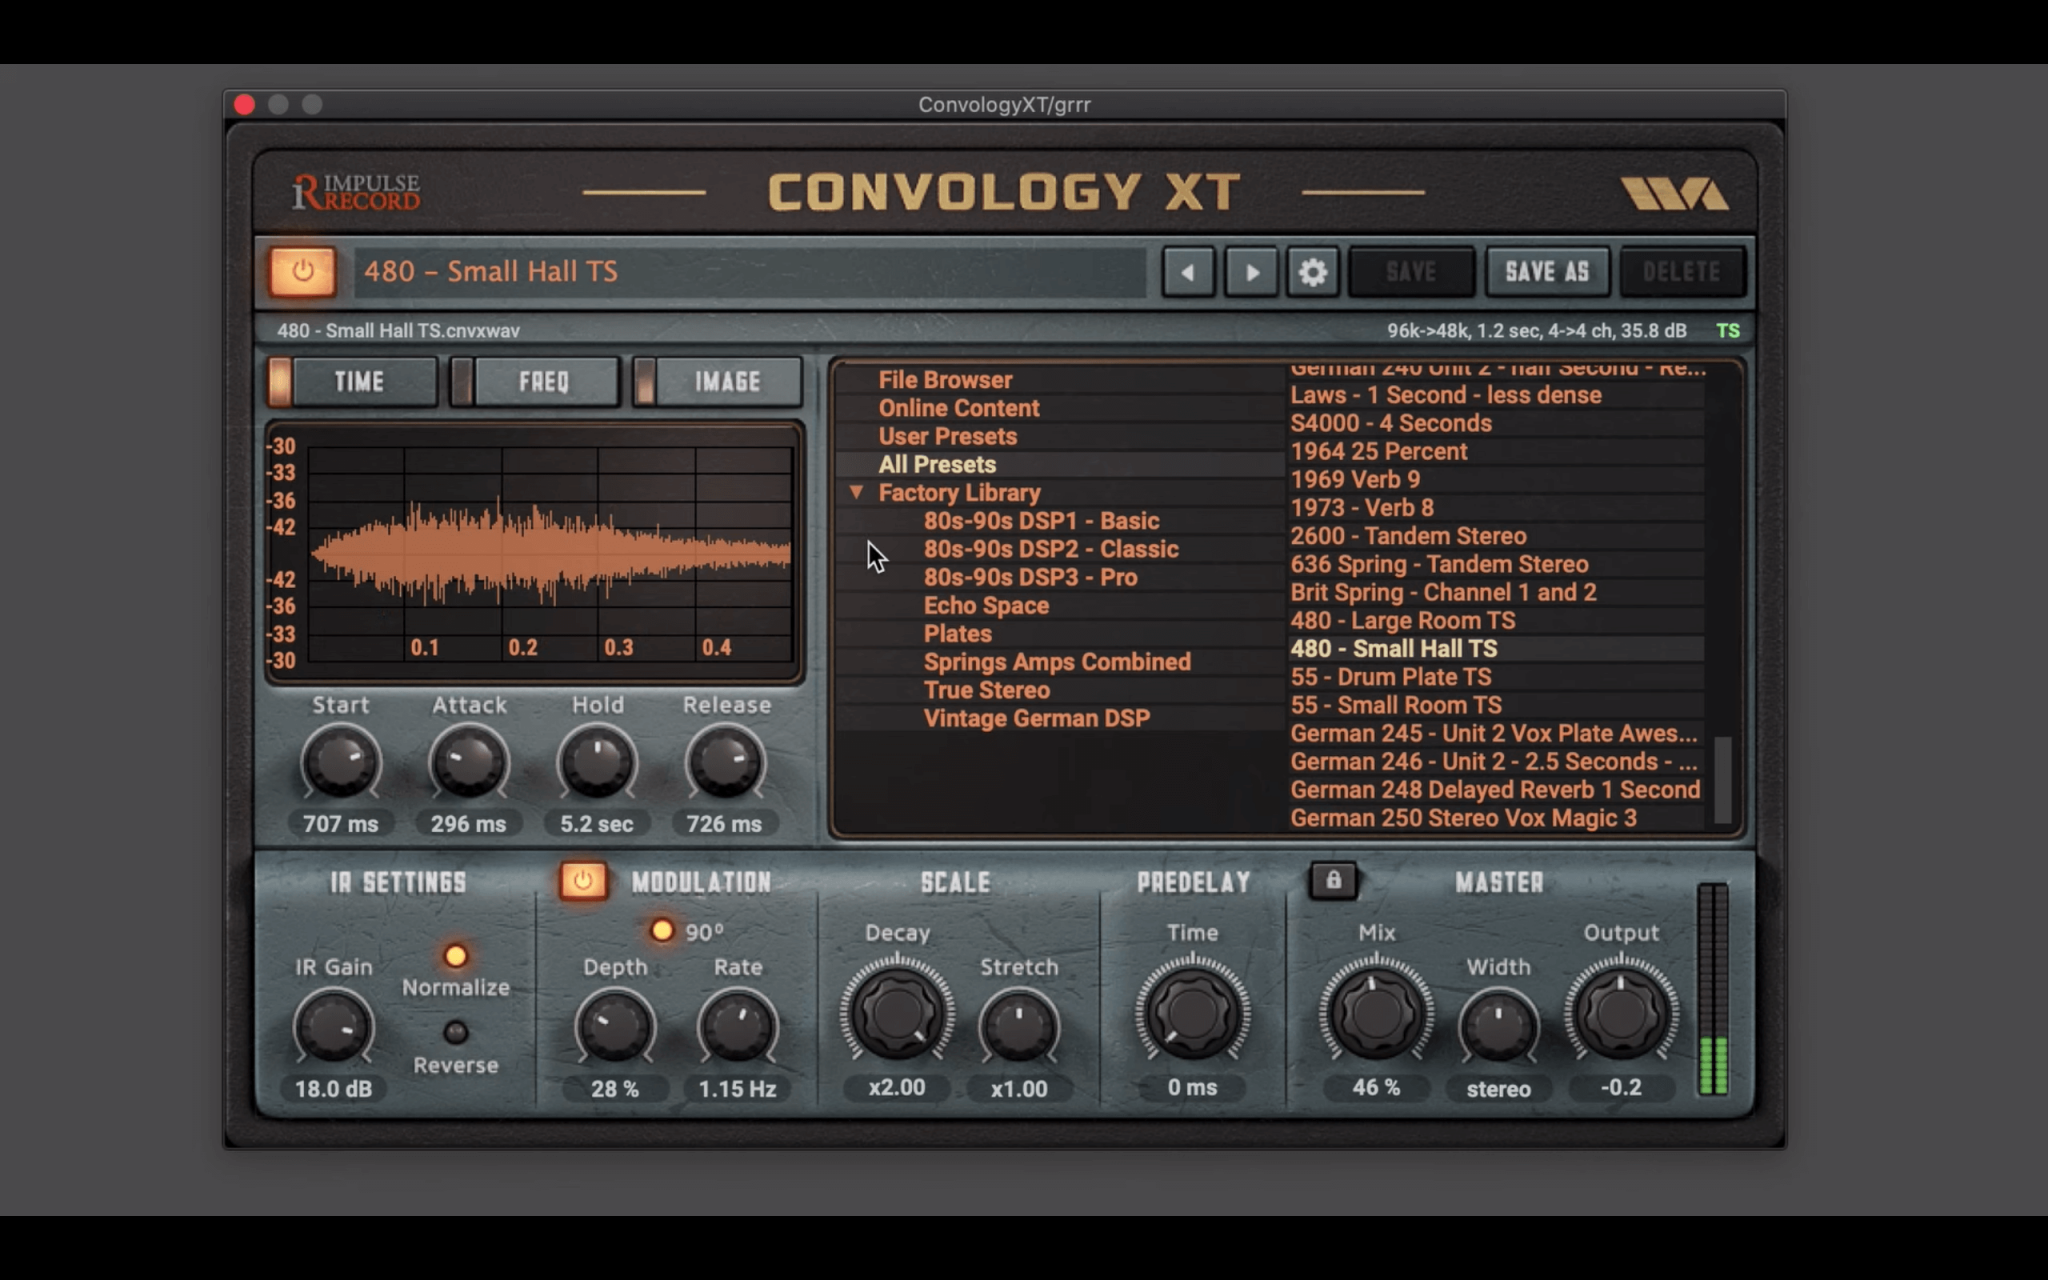 ConvologyXT/grrr
IMPULSE
RECORD
CONVOLOGY XT
480 – Small Hall TS
SAVE
SAVE AS
DELETE
480 - Small Hall TS.cnvxwav
96k->48k, 1.2 sec, 4->4 ch, 35.8 dB
TS
TIME
FREQ
IMAGE
-30
-33
-36
-42
-42
-36
-33
-30
0.1
0.2
0.3
0.4
Start
Attack
Hold
Release
707 ms
296 ms
5.2 sec
726 ms
File Browser
Online Content
User Presets
All Presets
Factory Library
80s-90s DSP1 - Basic
80s-90s DSP2 - Classic
80s-90s DSP3 - Pro
Echo Space
Plates
Springs Amps Combined
True Stereo
Vintage German DSP
German 240 Unit 2 - half Second - Re...
Laws - 1 Second - less dense
S4000 - 4 Seconds
1964 25 Percent
1969 Verb 9
1973 - Verb 8
2600 - Tandem Stereo
636 Spring - Tandem Stereo
Brit Spring - Channel 1 and 2
480 - Large Room TS
480 - Small Hall TS
55 - Drum Plate TS
55 - Small Room TS
German 245 - Unit 2 Vox Plate Awes...
German 246 - Unit 2 - 2.5 Seconds - ...
German 248 Delayed Reverb 1 Second
German 250 Stereo Vox Magic 3
IR SETTINGS
IR Gain
Normalize
Reverse
18.0 dB
MODULATION
90º
Depth
Rate
28 %
1.15 Hz
SCALE
Decay
Stretch
x2.00
x1.00
PREDELAY
Time
0 ms
MASTER
Mix
Width
Output
46 %
stereo
-0.2